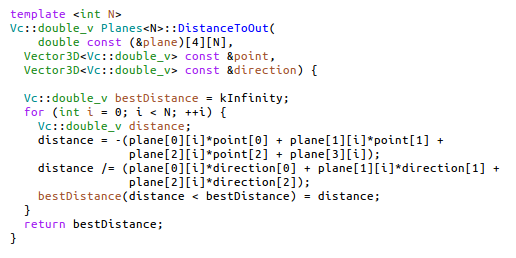 template <int N>
Vc::double_v Planes<N>::DistanceToOut(
    double const (&plane)[4][N],
  Vector3D<Vc::double_v> const &point,
  Vector3D<Vc::double_v> const &direction) {

  Vc::double_v bestDistance = kInfinity;
  for (int i = 0; i < N; ++i) {
    Vc::double_v distance;
    distance = -(plane[0][i]*point[0] + plane[1][i]*point[1] +
                 plane[2][i]*point[2] + plane[3][i]);
    distance /= (plane[0][i]*direction[0] + plane[1][i]*direction[1] +
                 plane[2][i]*direction[2]);
    bestDistance(distance < bestDistance) = distance;
  }
  return bestDistance;
}